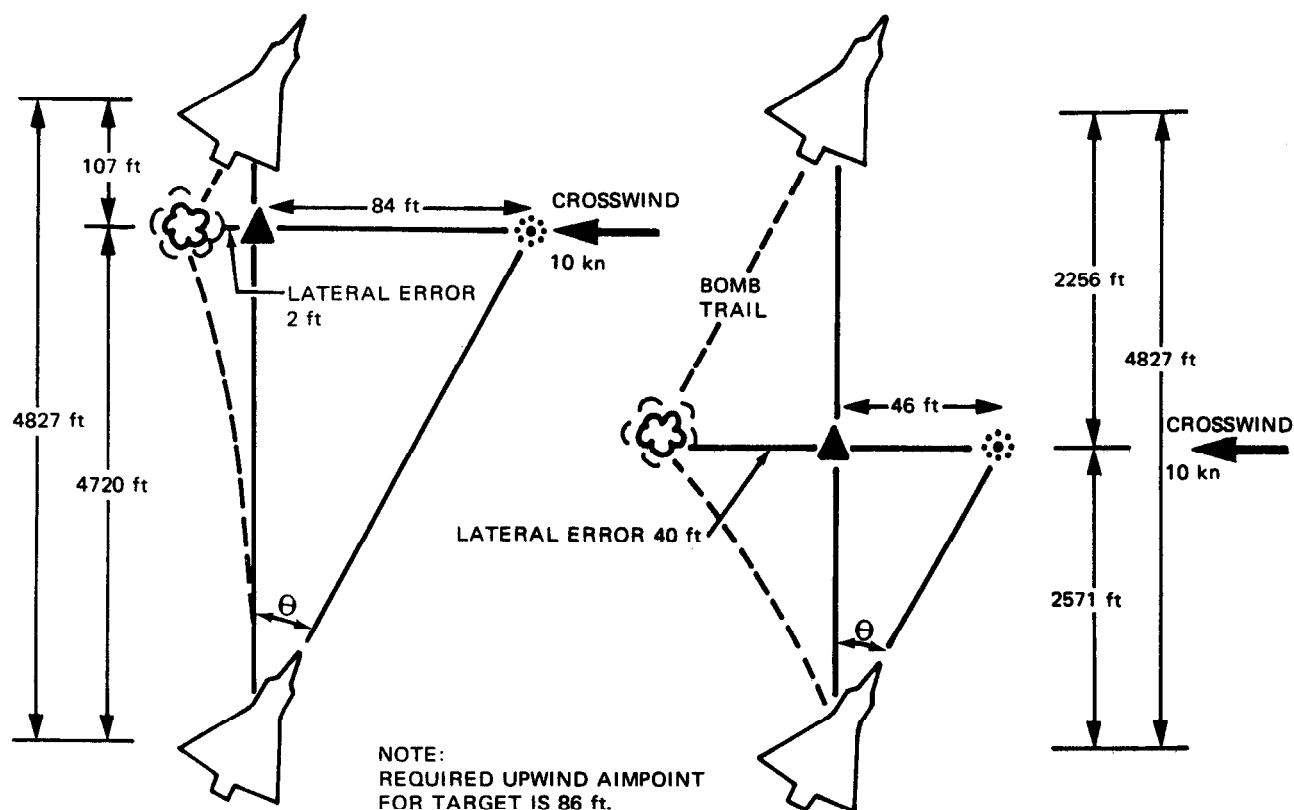 107 ft
84 ft
CROSSWIND
10 kn
LATERAL ERROR
2 ft
4827 ft
4720 ft
θ
BOMB
TRAIL
2256 ft
4827 ft
46 ft
CROSSWIND
10 kn
LATERAL ERROR 40 ft
2571 ft
θ
NOTE:
REQUIRED UPWIND AIMPOINT
FOR TARGET IS 86 ft.